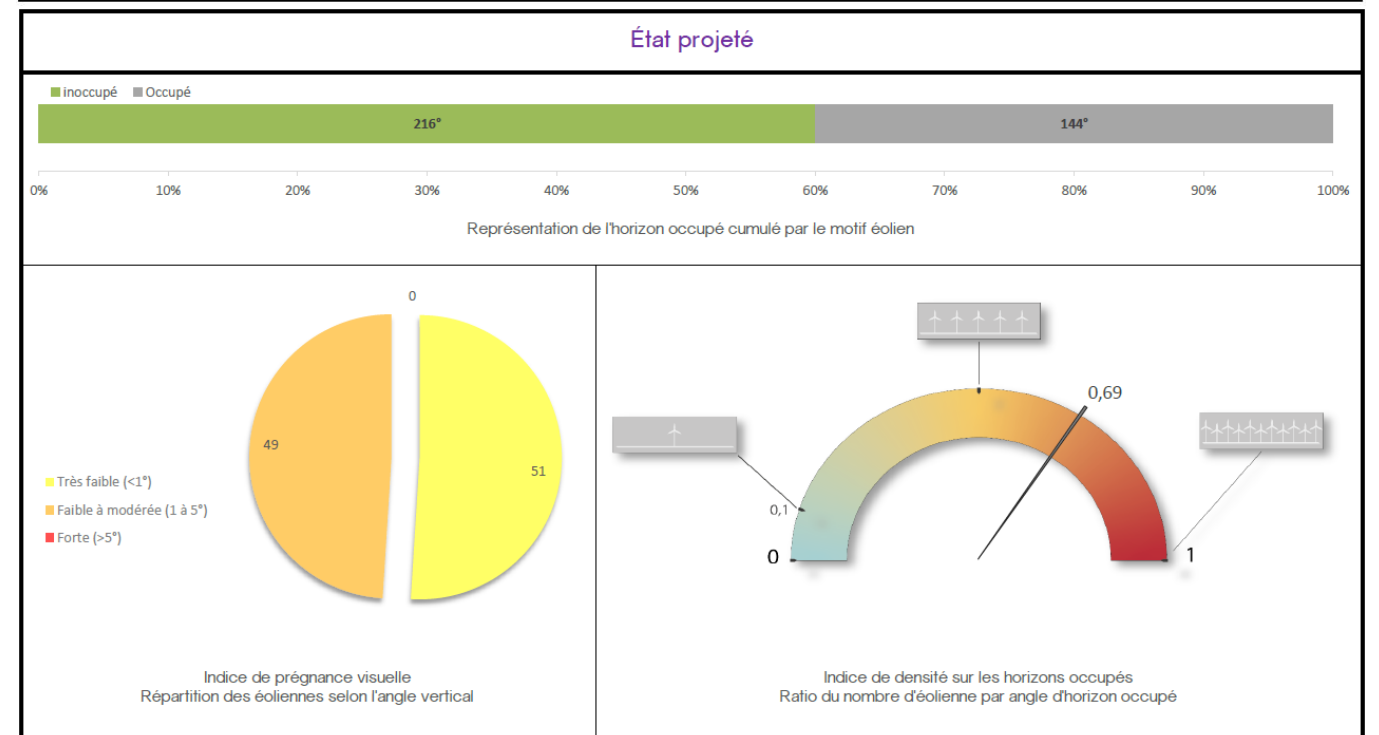 État projeté
inoccupé Occupé
216° 144°
0% 10% 20% 30% 40% 50% 60% 70% 80% 90% 100%
Représentation de l'horizon occupé cumulé par le motif éolien
0
49
51
Très faible (<1°)
Faible à modérée (1 à 5°)
Forte (>5°)
Indice de prégnance visuelle
Répartition des éoliennes selon l'angle vertical
0,69
0,1
0
1
Indice de densité sur les horizons occupés
Ratio du nombre d'éolienne par angle d'horizon occupé